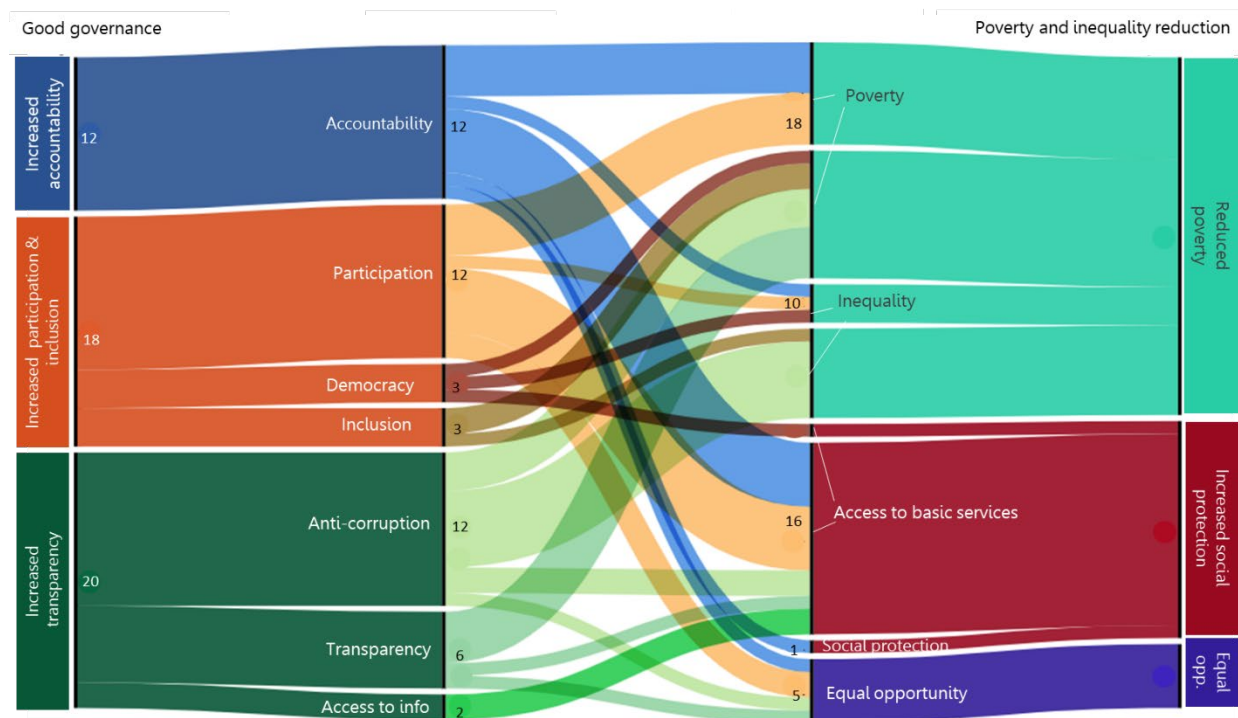 Good governance
Poverty and inequality reduction
Increased
accountability
12
Accountability
12
Increased participation &
inclusion
18
Participation
12
Democracy
3
Inclusion
3
Increased
transparency
20
Anti-corruption
12
Transparency
6
Access to info
2
18
Poverty
10
Inequality
16
Access to basic services
1
Social protection
5
Equal opportunity
Reduced
poverty
Increased social
protection
Equal
opp.